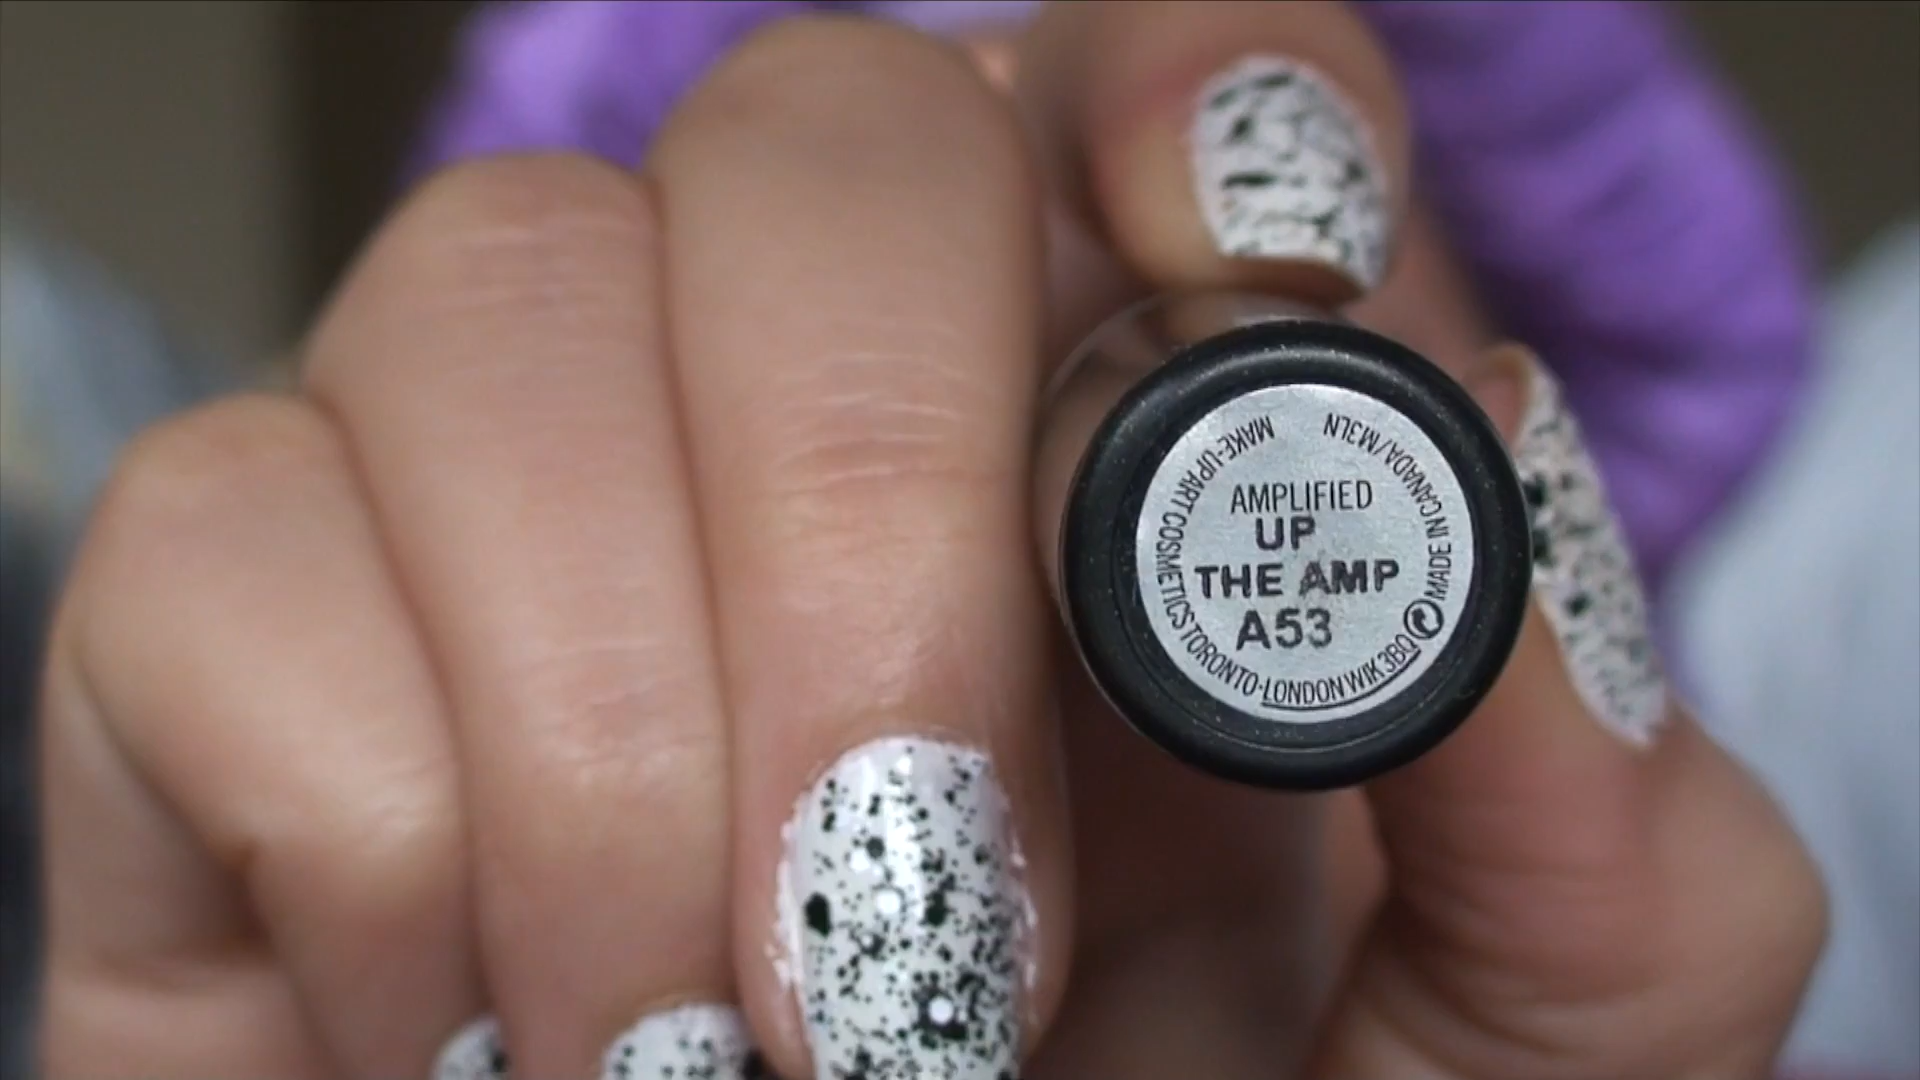 AMPLIFIED
UP
THE AMP
A53
MAKE-UP ART COSMETICS TORONTO-LONDON W1K 3BQ
MADE IN CANADA/M3LN